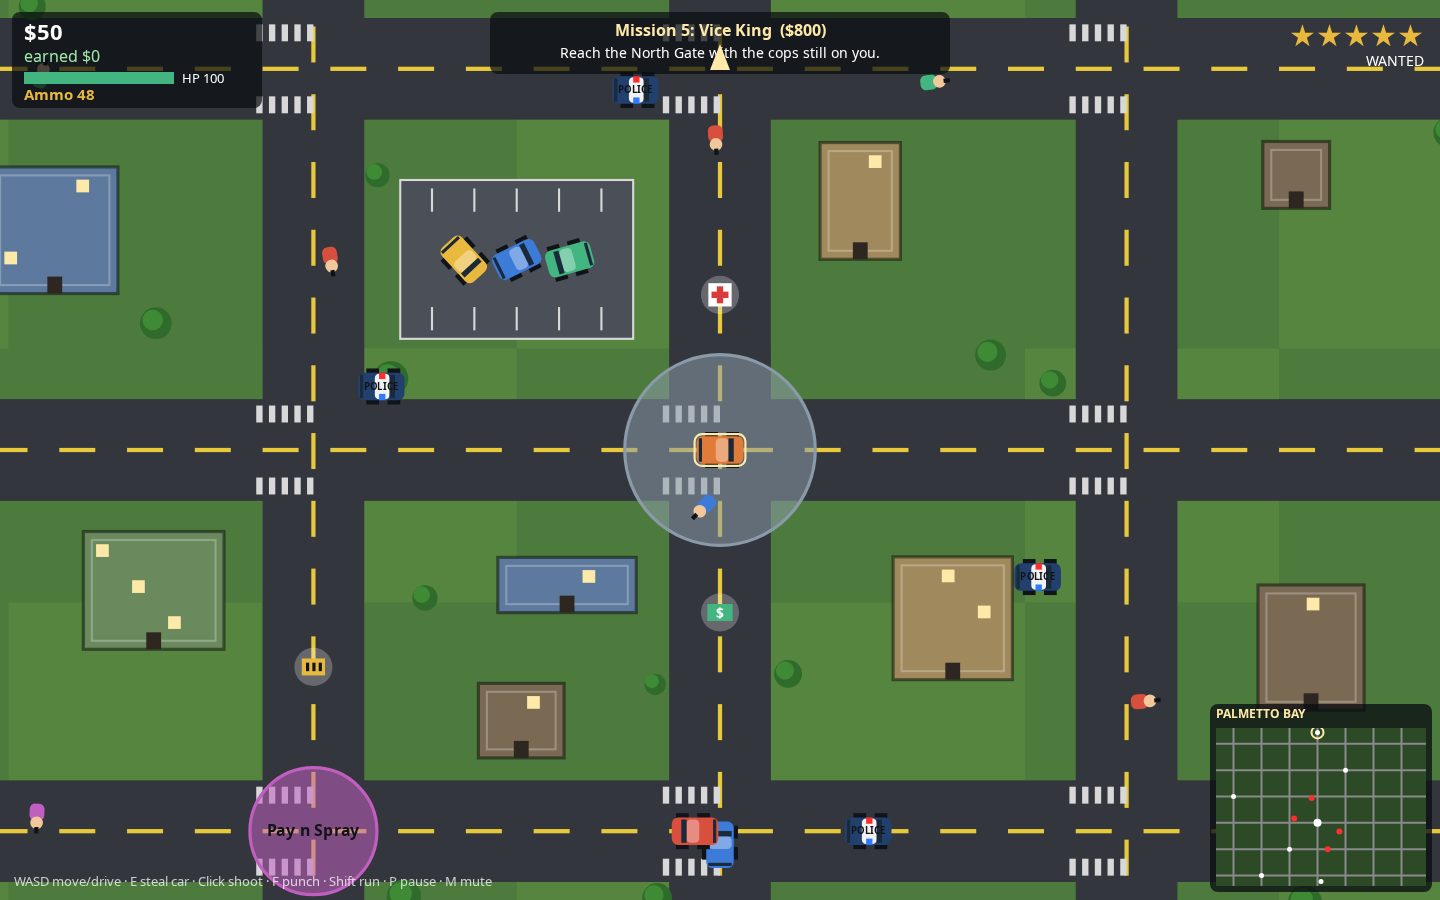 $50
earned $0
HP 100
Ammo 48
Mission 5: Vice King ($800)
Reach the North Gate with the cops still on you.
WANTED
POLICE
POLICE
$
POLICE
PALMETTO BAY
Pay n Spray
POLICE
WASD move/drive · E steal car · Click shoot · F punch · Shift run · P pause · M mute